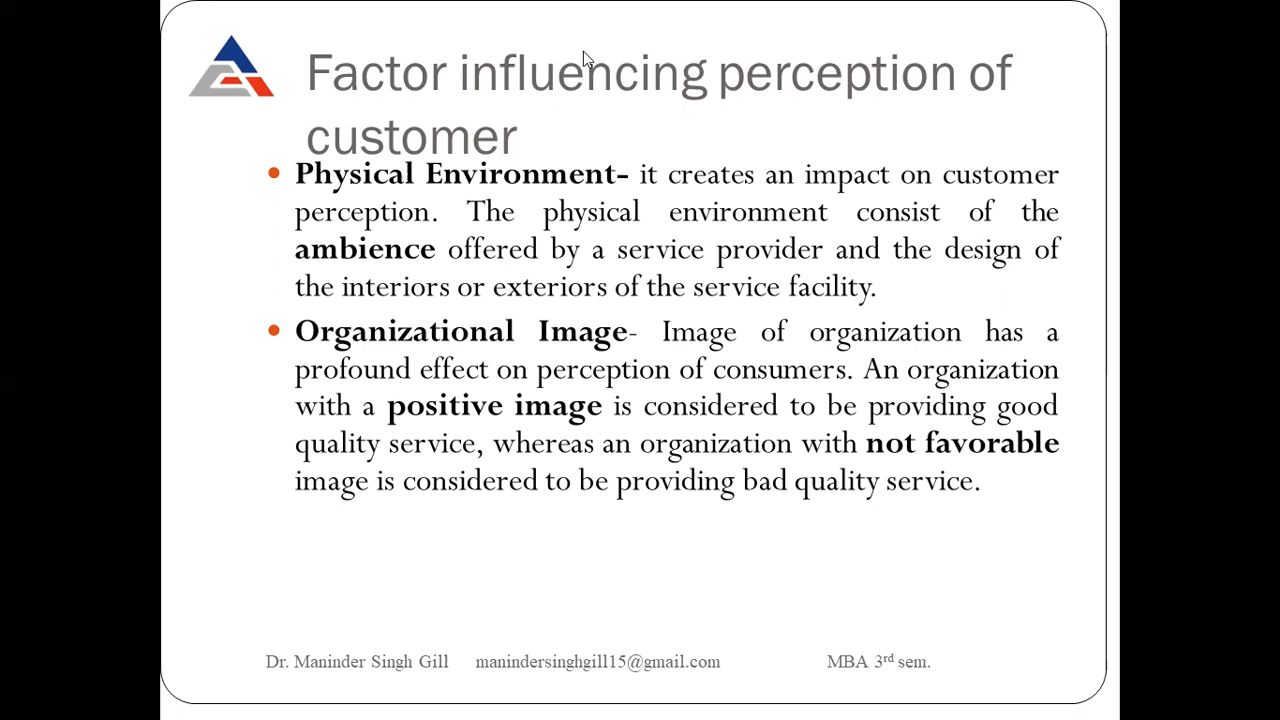 Factor influencing perception of
customer
• Physical Environment- it creates an impact on customer
perception. The physical environment consist of the
ambience offered by a service provider and the design of
the interiors or exteriors of the service facility.
• Organizational Image- Image of organization has a
profound effect on perception of consumers. An organization
with a positive image is considered to be providing good
quality service, whereas an organization with not favorable
image is considered to be providing bad quality service.
Dr. Maninder Singh Gill manindersinghgill15@gmail.com MBA 3rd sem.